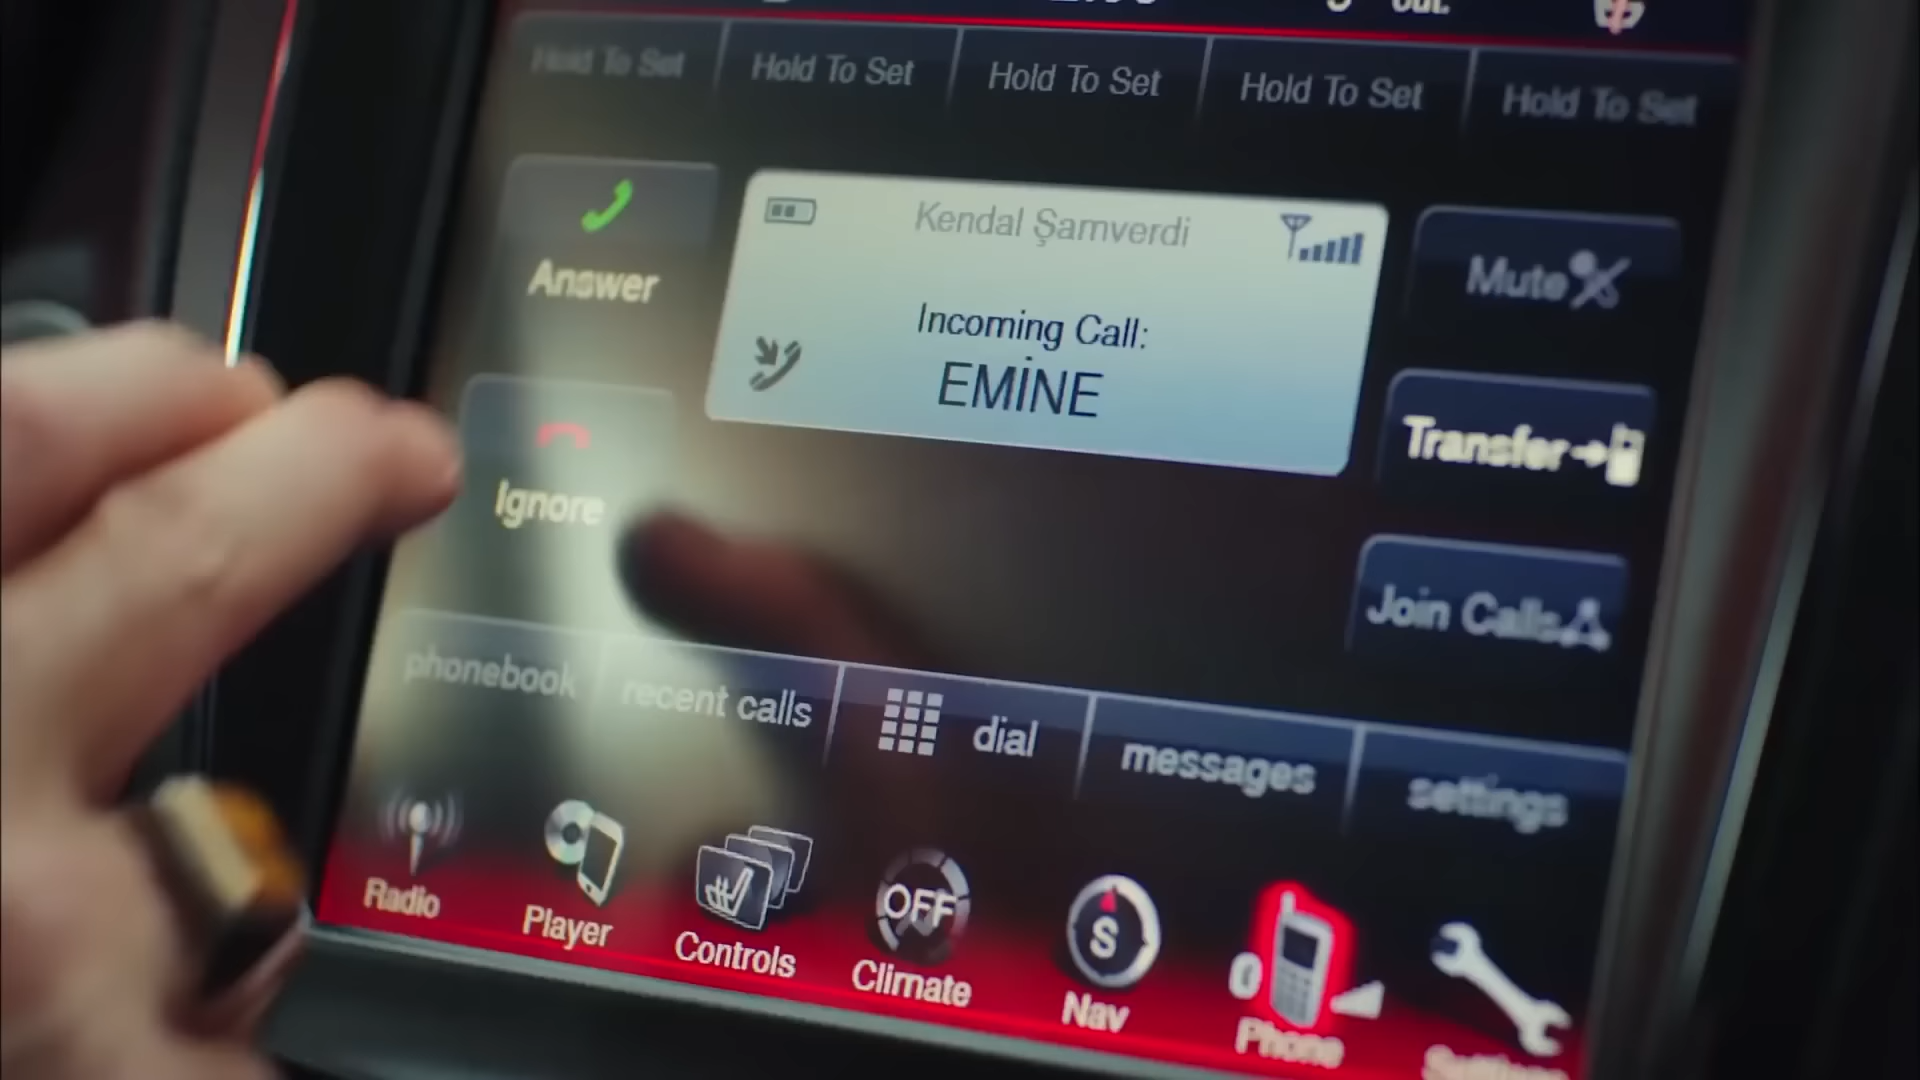 out.
Hold To Set
Hold To Set
Hold To Set
Hold To Set
Hold To Set
Answer
Kendal Şamverdi
Mute
Incoming Call:
EMİNE
Transfer
Ignore
Join Calls
phonebook
recent calls
dial
messages
settings
Radio
Player
Controls
OFF
Climate
S
Nav
Phone